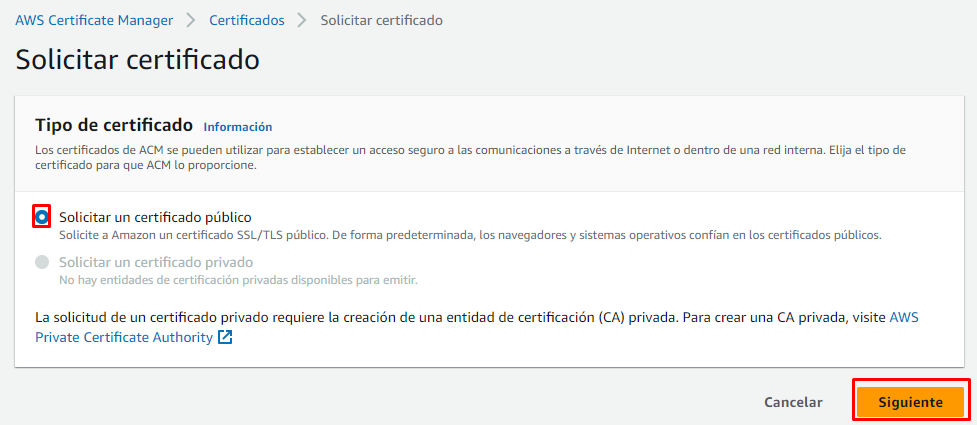 AWS Certificate Manager > Certificados > Solicitar certificado
Solicitar certificado
Tipo de certificado Información
Los certificados de ACM se pueden utilizar para establecer un acceso seguro a las comunicaciones a través de Internet o dentro de una red interna. Elija el tipo de
certificado para que ACM lo proporcione.
Solicitar un certificado público
Solicite a Amazon un certificado SSL/TLS público. De forma predeterminada, los navegadores y sistemas operativos confían en los certificados públicos.
Solicitar un certificado privado
No hay entidades de certificación privadas disponibles para emitir.
La solicitud de un certificado privado requiere la creación de una entidad de certificación (CA) privada. Para crear una CA privada, visite AWS
Private Certificate Authority
Cancelar Siguiente